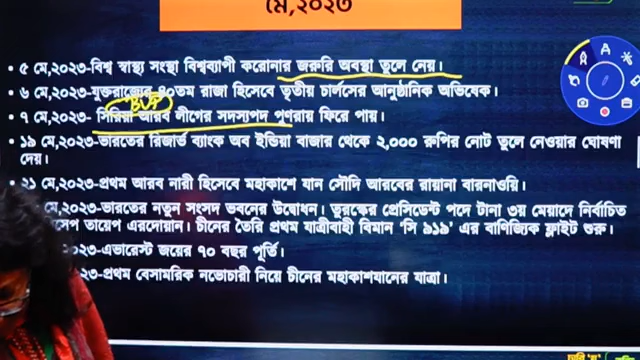 মে,২০২৩
• ৫ মে,২০২৩-বিশ্ব স্বাস্থ্য সংস্থা বিশ্বব্যাপী করোনার জরুরি অবস্থা তুলে নেয়।
• ৬ মে,২০২৩-যুক্তরাজ্যের ৪০তম রাজা হিসেবে তৃতীয় চার্লসের আনুষ্ঠানিক অভিষেক।
BUP
• ৭ মে,২০২৩- সিরিয়া আরব লীগের সদস্যপদ পুণরায় ফিরে পায়।
• ১৯ মে,২০২৩-ভারতের রিজার্ভ ব্যাংক অব ইন্ডিয়া বাজার থেকে ২,০০০ রুপির নোট তুলে নেওয়ার ঘোষণা
দেয়।
• ২১ মে,২০২৩-প্রথম আরব নারী হিসেবে মহাকাশে যান সৌদি আরবের রায়ানা বারনাওয়ি।
মে,২০২৩-ভারতের নতুন সংসদ ভবনের উদ্বোধন। তুরস্কের প্রেসিডেন্ট পদে টানা ৩য় মেয়াদে নির্বাচিত
সেপ তায়েপ এরদোয়ান। চীনের তৈরি প্রথম যাত্রীবাহী বিমান 'সি ৯১৯' এর বাণিজ্যিক ফ্লাইট শুরু।
২৩-এভারেস্ট জয়ের ৭০ বছর পূর্তি।
২৩-প্রথম বেসামরিক নভোচারী নিয়ে চীনের মহাকাশযানের যাত্রা।